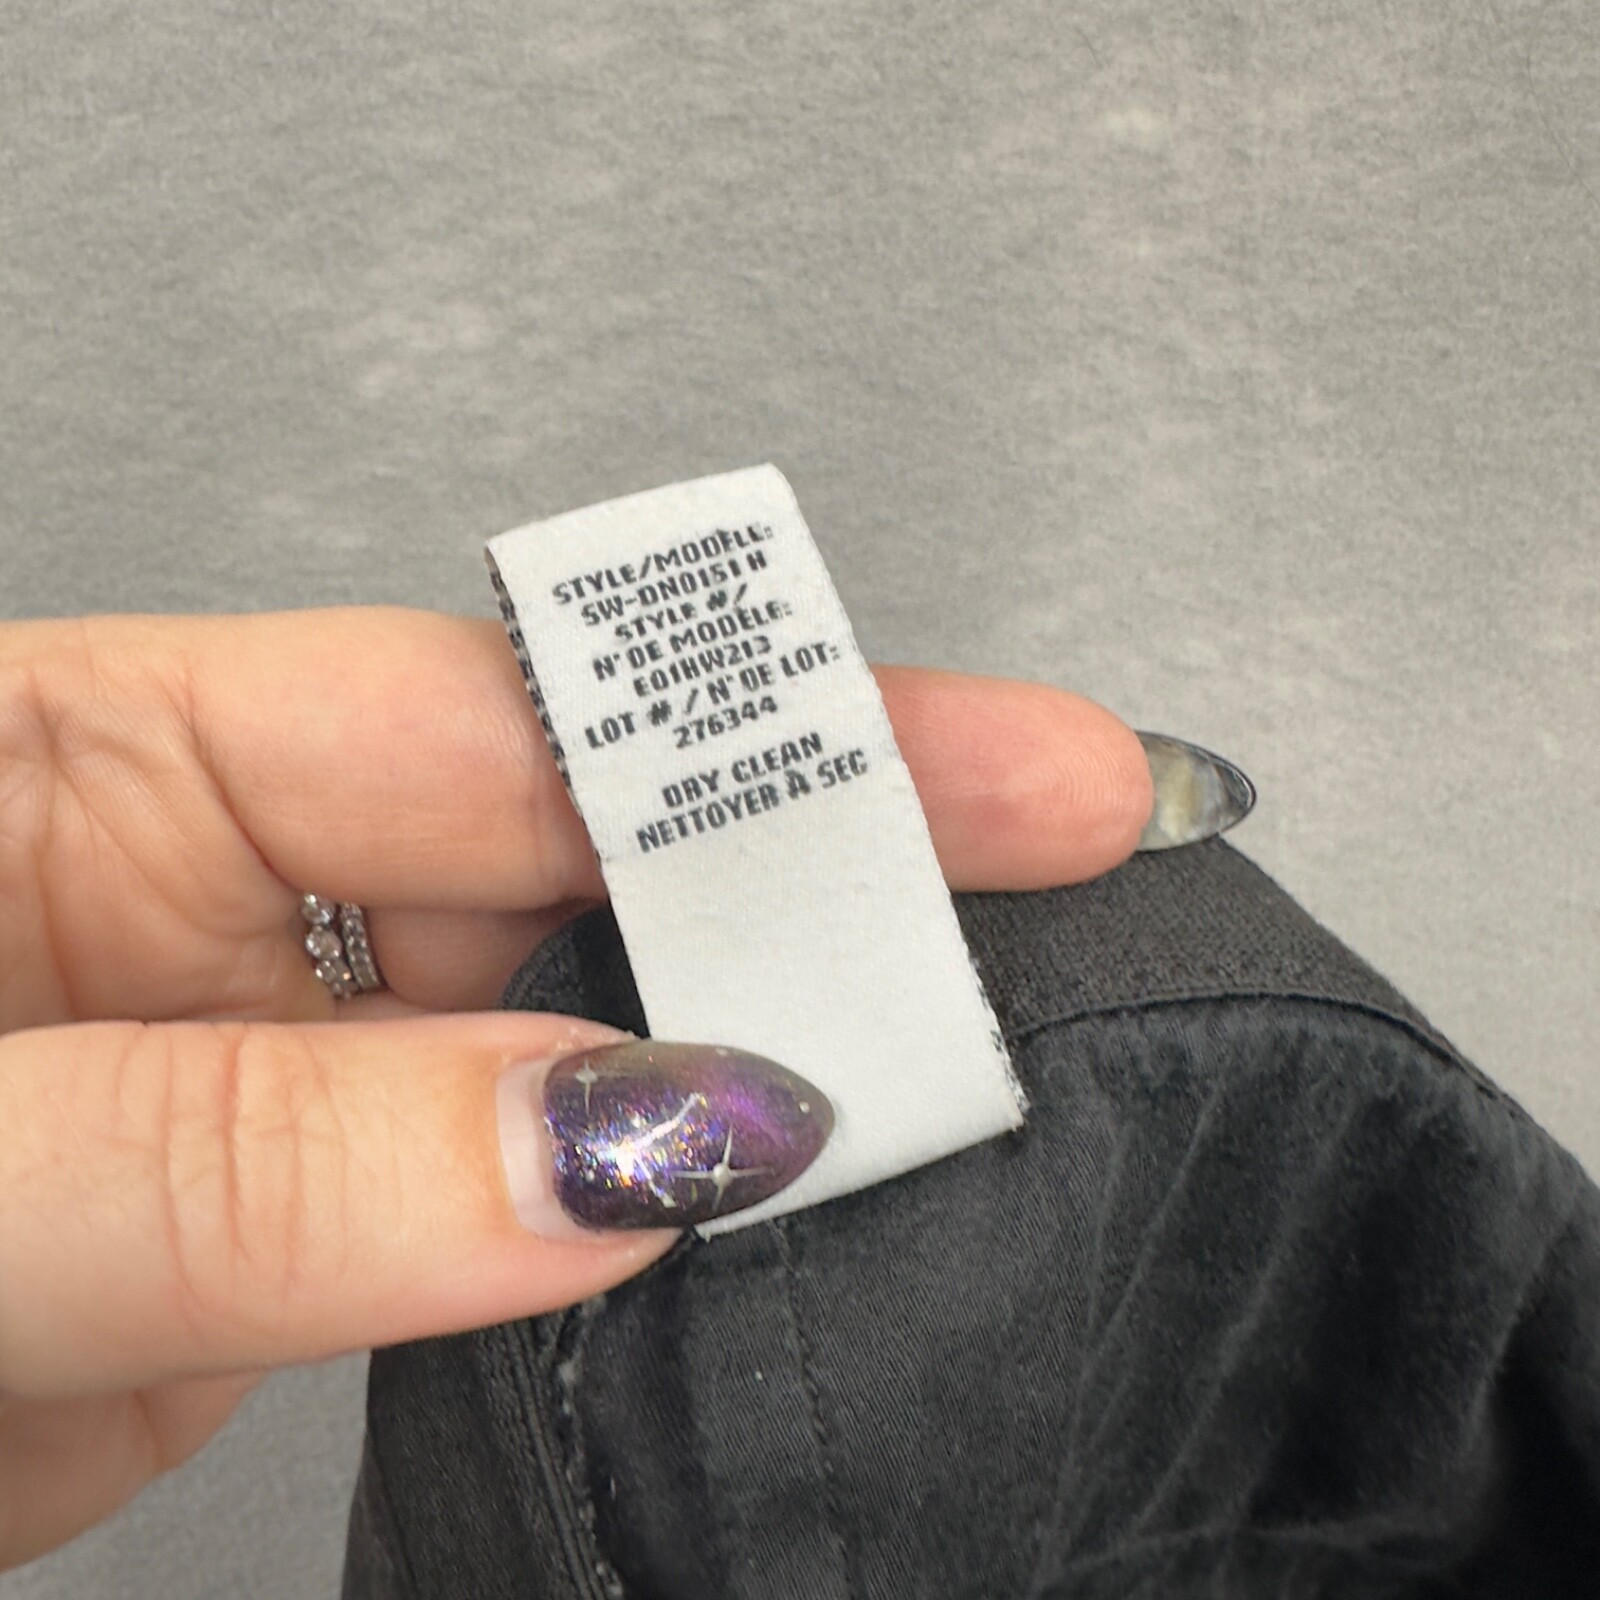 STYLE/MODÈLE:
SW-DN0151 H
STYLE #/
N° DE MODÈLE:
E01HW213
LOT # / N° DE LOT:
276344
DRY CLEAN
NETTOYER À SEC